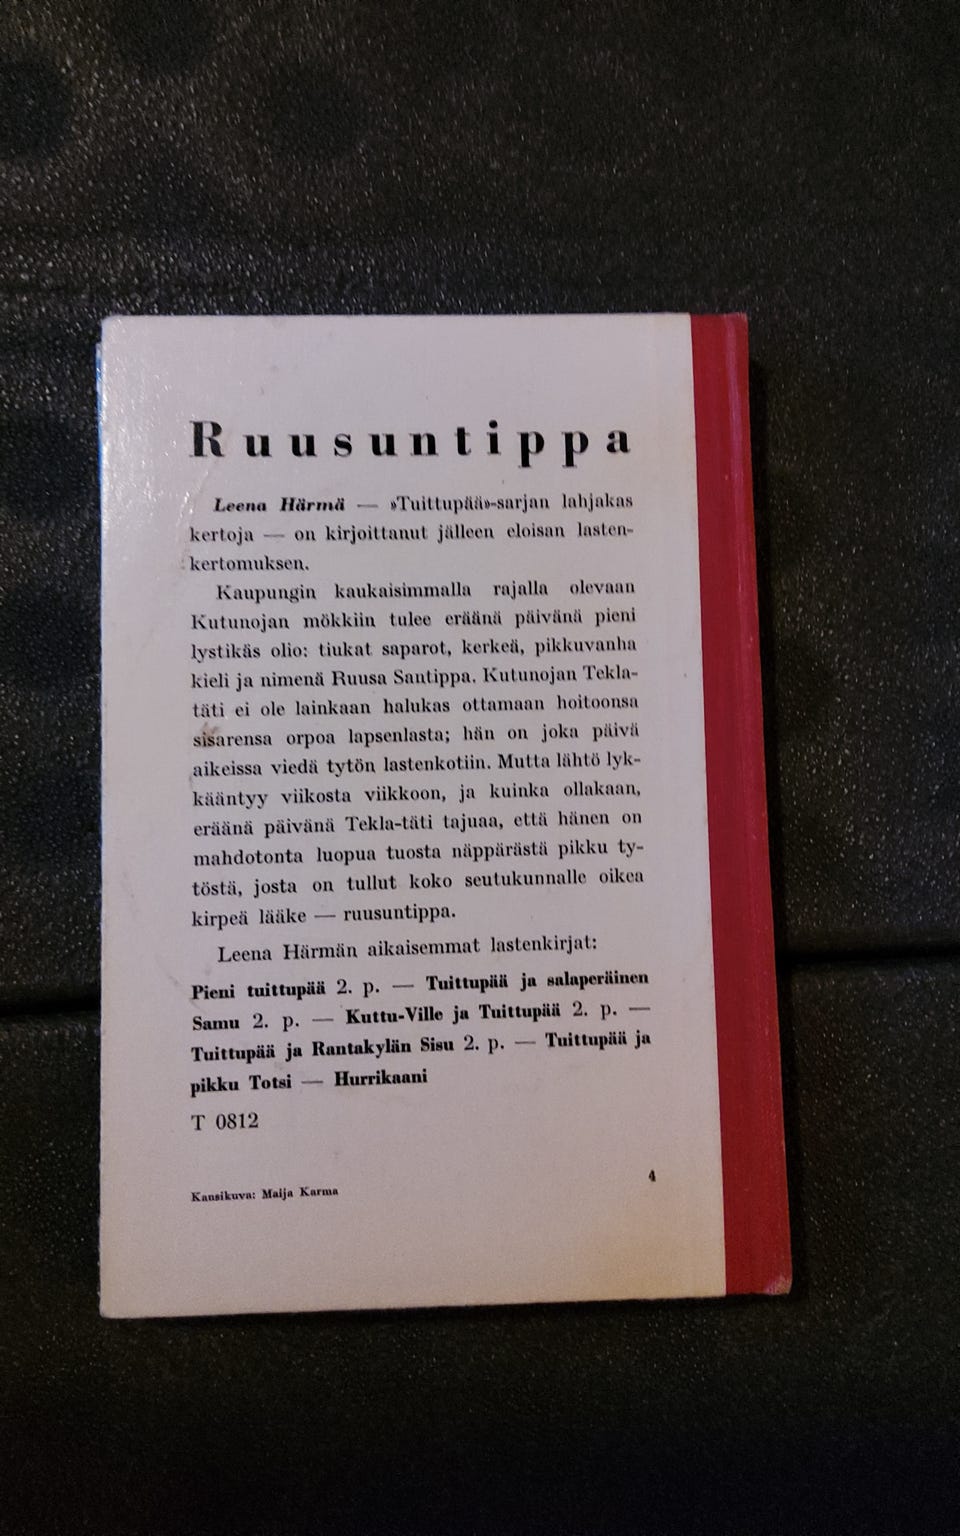 Ruusuntippa
Leena Härmä — »Tuittupää»-sarjan lahjakas
kertoja — on kirjoittanut jälleen eloisan lasten-
kertomuksen.
Kaupungin kaukaisimmalla rajalla olevaan
Kutunojan mökkiin tulee eräänä päivänä pieni
lystikäs olio: tiukat saparot, kerkeä, pikkuvanha
kieli ja nimenä Ruusa Santippa. Kutunojan Tekla-
täti ei ole lainkaan halukas ottamaan hoitoonsa
sisarensa orpoa lapsenlasta; hän on joka päivä
aikeissa viedä tytön lastenkotiin. Mutta lähtö lyk-
kääntyy viikosta viikkoon, ja kuinka ollakaan,
eräänä päivänä Tekla-täti tajuaa, että hänen on
mahdotonta luopua tuosta näppärästä pikku ty-
töstä, josta on tullut koko seutukunnalle oikea
kirpeä lääke — ruusuntippa.
Leena Härmän aikaisemmat lastenkirjat:
Pieni tuittupää 2. p. — Tuittupää ja salaperäinen
Samu 2. p. — Kuttu-Ville ja Tuittupää 2. p. —
Tuittupää ja Rantakylän Sisu 2. p. — Tuittupää ja
pikku Totsi — Hurrikaani
T 0812
4
Kansikuva: Maija Karma